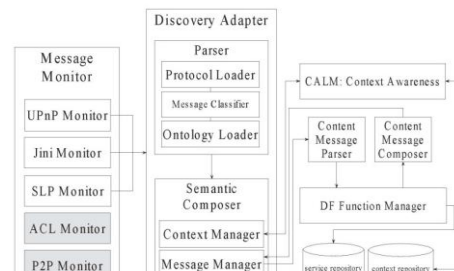 Discovery Adapter
Message
Monitor
UPnP Monitor
Jini Monitor
SLP Monitor
ACL Monitor
P2P Monitor
Parser
Protocol Loader
Message Classifier
Ontology Loader
Semantic
Composer
Context Manager
Message Manager
CALM: Context Awareness
Content
Message
Parser
Content
Message
Composer
DF Function Manager
service repository
context repository